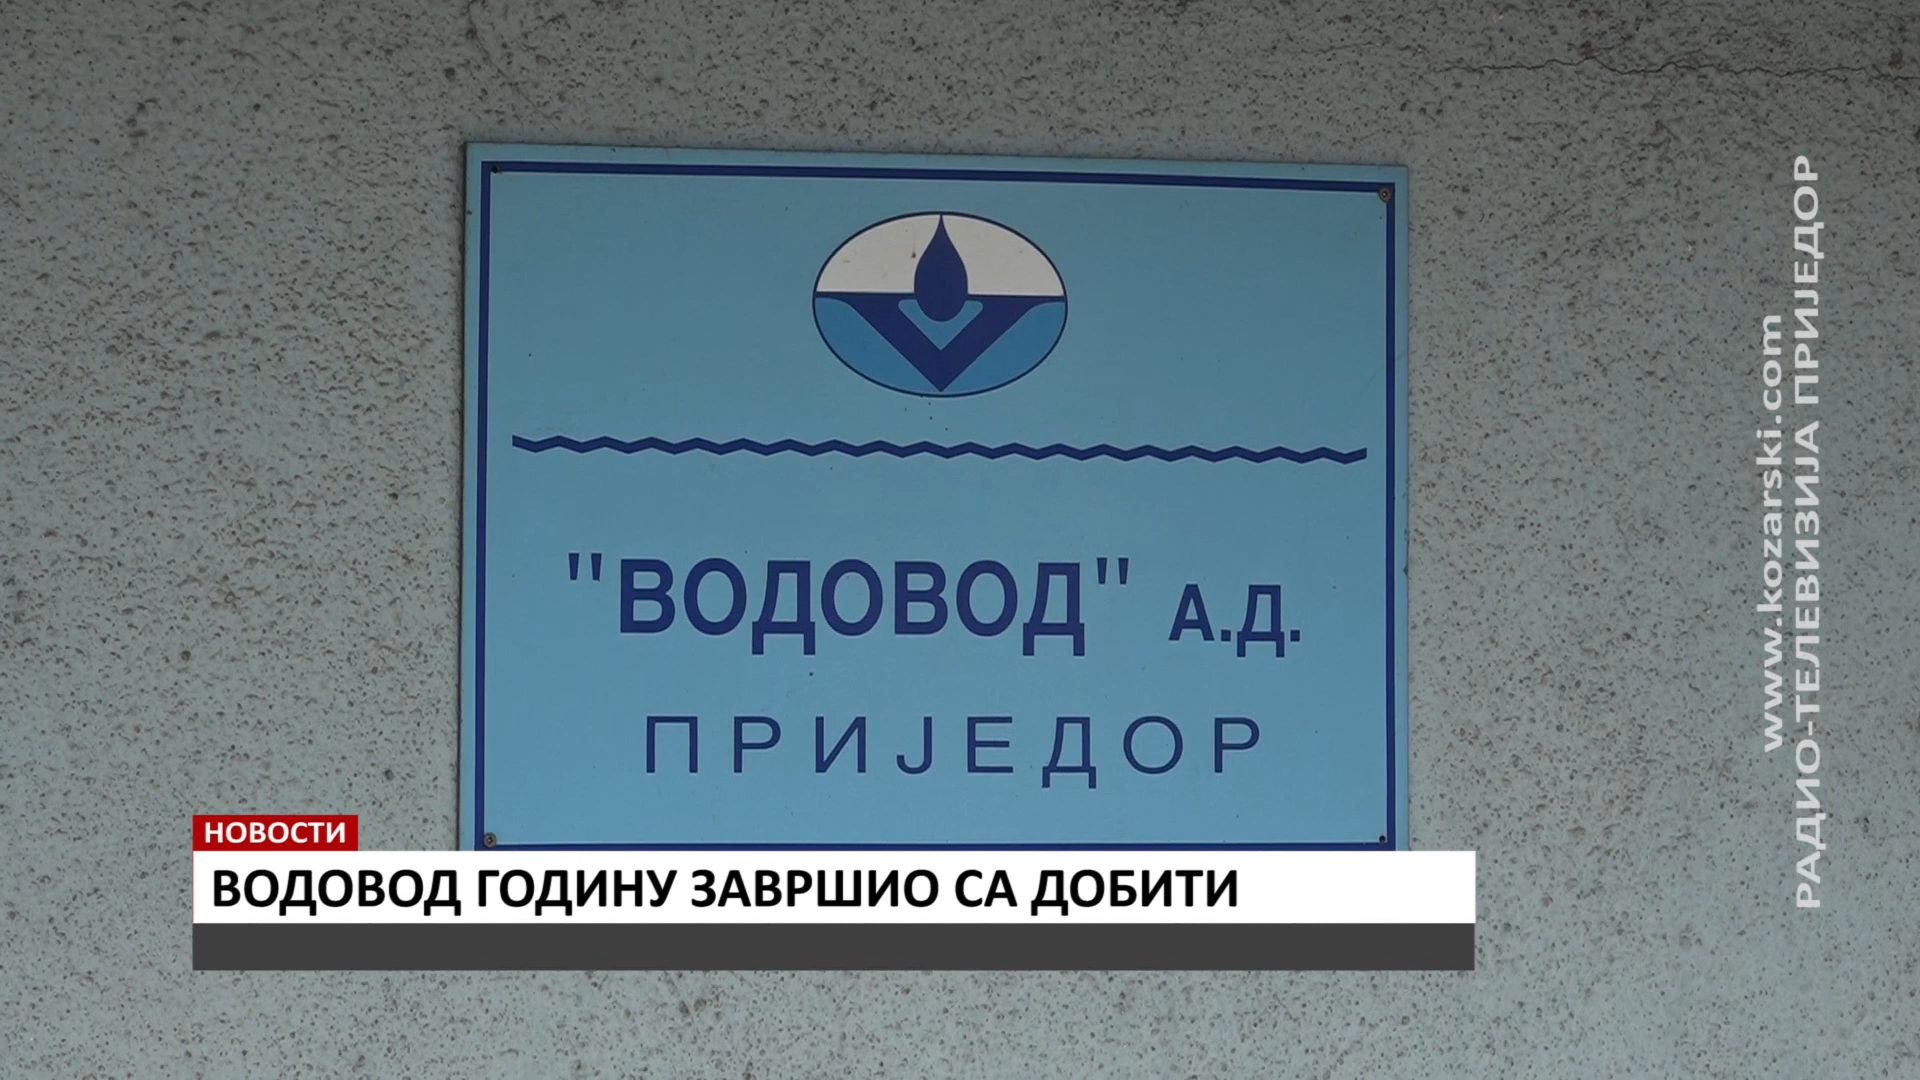 "ВОДОВОД" А.Д.
ПРИЈЕДОР
НОВОСТИ
ВОДОВОД ГОДИНУ ЗАВРШИО СА ДОБИТИ
www.kozarski.com
РАДИО-ТЕЛЕВИЗИЈА ПРИЈЕДОР